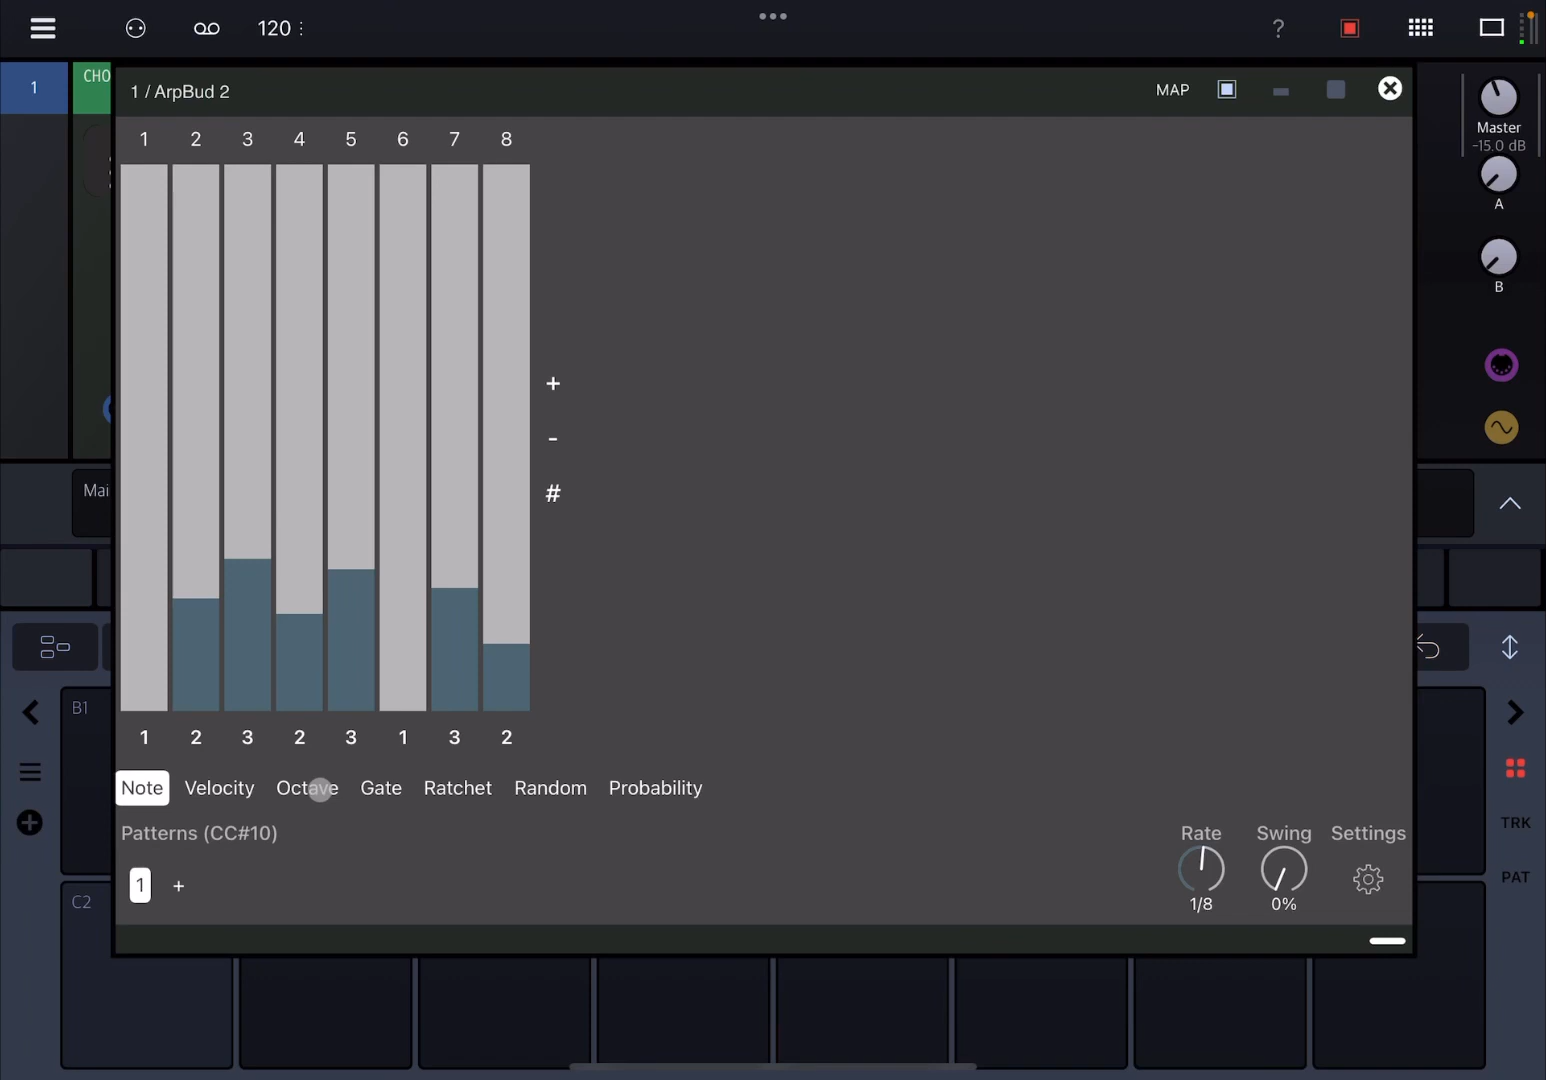 120
?
1
CHO
1 / ArpBud 2
MAP
1 2 3 4 5 6 7 8
Master
-15.0 dB
A
B
+
-
#
Mai
1 2 3 2 3 1 3 2
B1
Note Velocity Octave Gate Ratchet Random Probability
Patterns (CC#10)
Rate Swing Settings
1 +
1/8 0%
TRK
PAT
C2